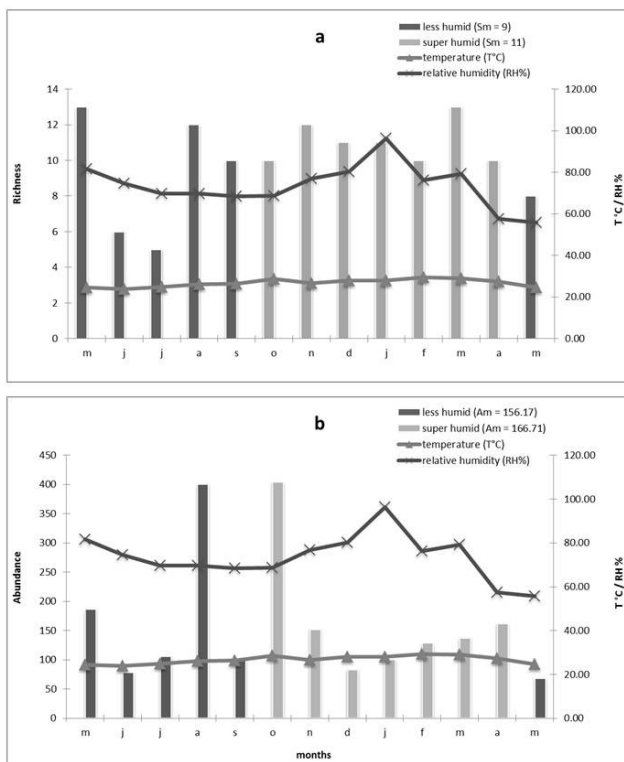 a
less humid (Sm = 9)
super humid (Sm = 11)
temperature (T°C)
relative humidity (RH%)
14
12
10
8
6
4
2
0
Richness
120.00
100.00
80.00
60.00
40.00
20.00
0.00
T °C / RH %
m j j a s o n d j f m a m
b
less humid (Am = 156.17)
super humid (Am = 166.71)
temperature (T°C)
relative humidity (RH%)
450
400
350
300
250
200
150
100
50
0
Abundance
120.00
100.00
80.00
60.00
40.00
20.00
0.00
T °C / RH %
m j j a s o n d j f m a m
months